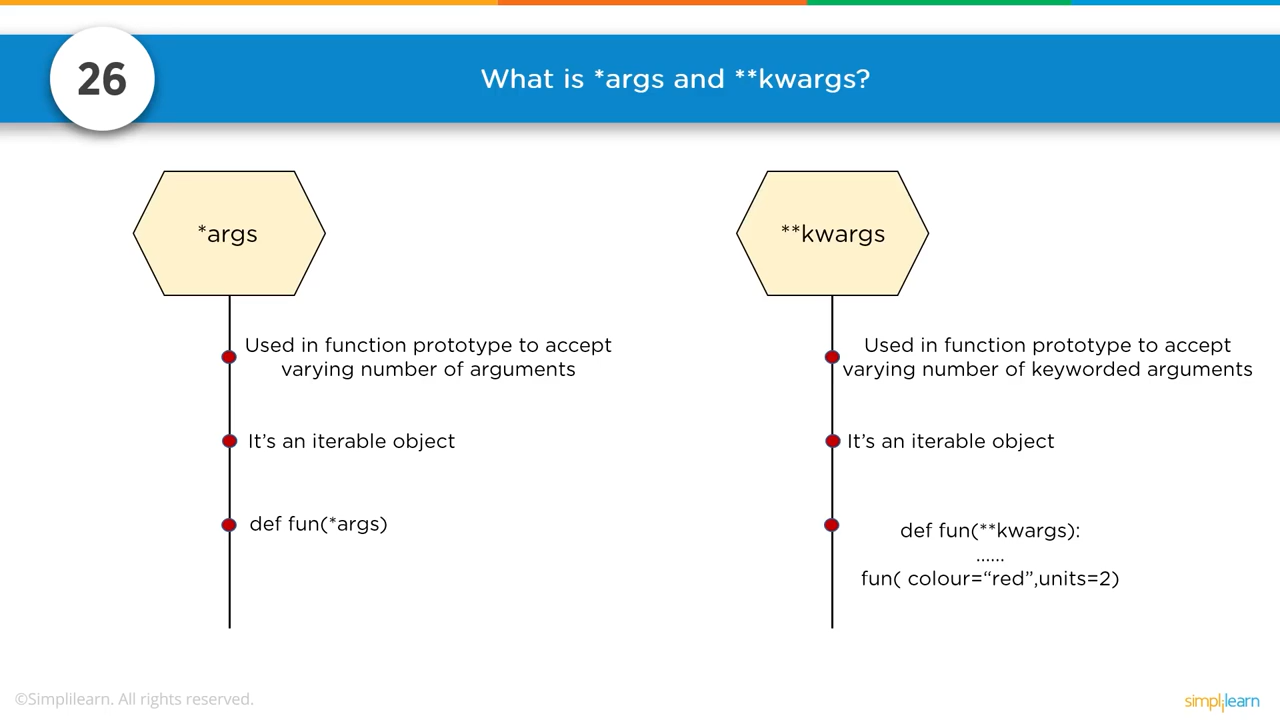 26
What is *args and **kwargs?
*args
Used in function prototype to accept
varying number of arguments
It's an iterable object
def fun(*args)
**kwargs
Used in function prototype to accept
varying number of keyworded arguments
It's an iterable object
def fun(**kwargs):
......
fun( colour=“red”,units=2)
©Simplilearn. All rights reserved.
simplilearn